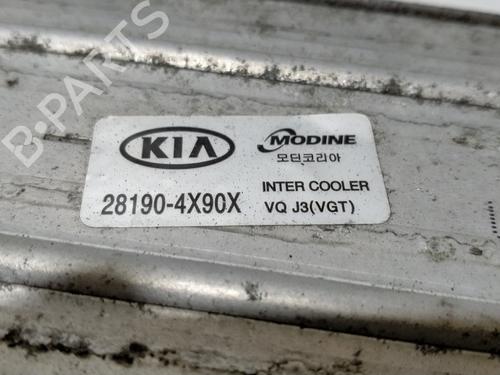 B-PARTS
KIA
MODINE
모딘코리아
28190-4X90X
INTER COOLER
VQ J3(VGT)